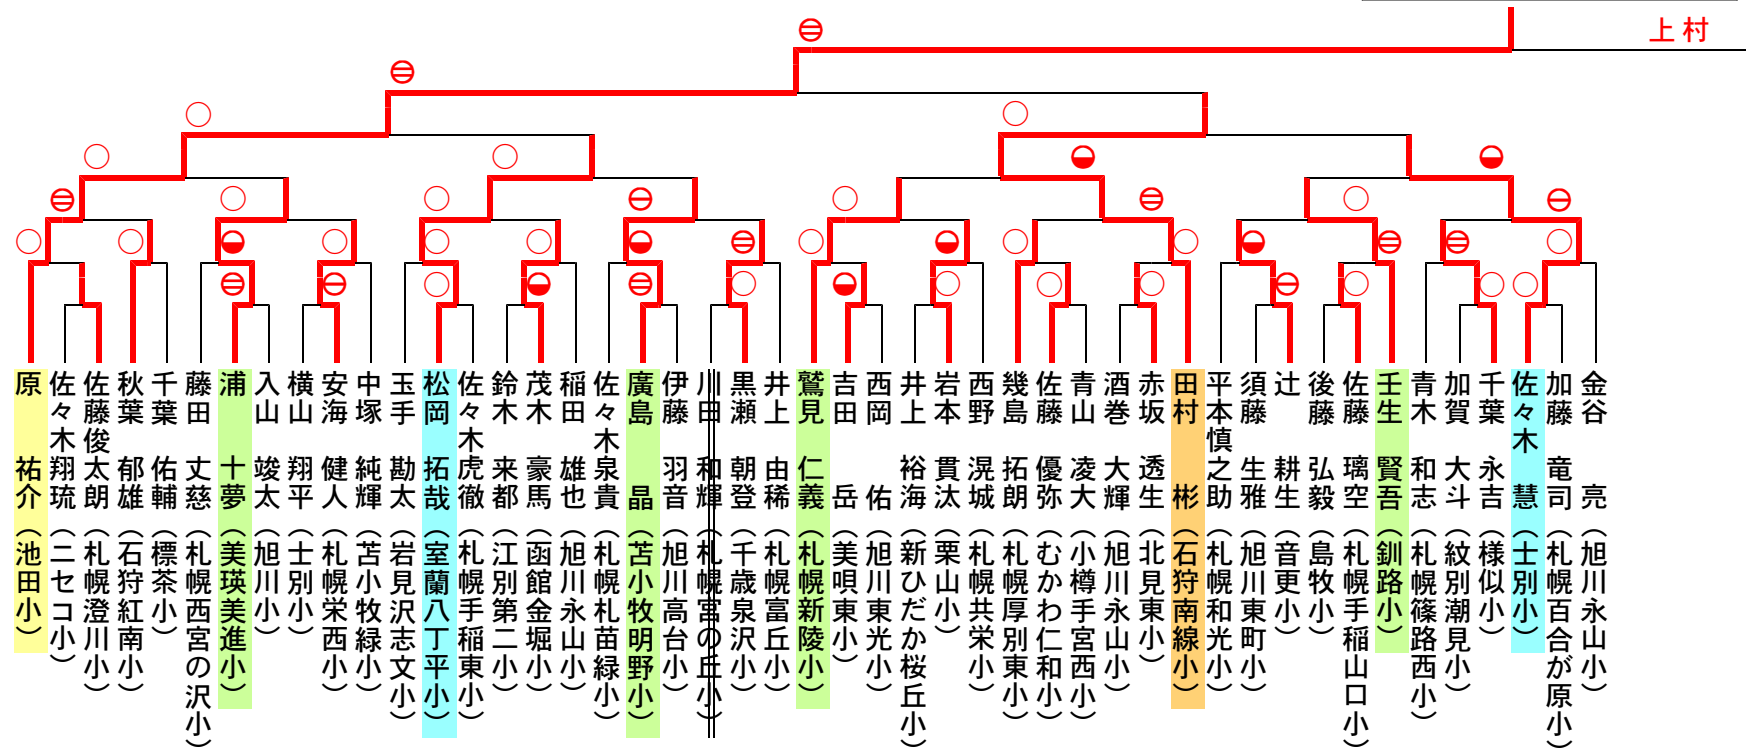 上村
原　祐介（池田小）
佐々木翔琉（ニセコ小）
佐藤俊太朗（札幌澄川小）
秋葉　郁雄（石狩紅南小）
千葉　佑輔（標茶小）
藤田　丈慈（札幌西宮の沢小）
浦　十夢（美瑛美進小）
入山　竣太（旭川小）
横山　翔平（士別小）
安海　健人（札幌栄西小）
中塚　純輝（苫小牧緑小）
玉手　勘太（岩見沢志文小）
松岡　拓哉（室蘭八丁平小）
佐々木虎徹（札幌手稲東小）
鈴木　来都（江別第二小）
茂木　豪馬（函館金堀小）
稲田　雄也（旭川永山小）
佐々木泉貴（札幌札苗緑小）
廣島　晶（苫小牧明野小）
伊藤　羽音（旭川高台小）
川田　和輝（札幌宮の丘小）
黒瀬　朝登（千歳泉沢小）
井上　由稀（札幌富丘小）
鷲見　仁義（札幌新陵小）
吉田　岳（美唄東小）
西岡　佑（旭川東光小）
井上　裕海（新ひだか桜丘小）
岩本　貫汰（栗山小）
西野　滉城（札幌共栄小）
幾島　拓朗（札幌厚別東小）
佐藤　優弥（むかわ仁和小）
青山　凌大（小樽手宮西小）
酒巻　大輝（旭川永山小）
赤坂　透生（北見東小）
田村　彬（石狩南線小）
平本慎之助（札幌和光小）
須藤　生雅（旭川東町小）
辻　耕生（音更小）
後藤　弘毅（島牧小）
佐藤　璃空（札幌手稲山口小）
壬生　賢吾（釧路小）
青木　和志（札幌篠路西小）
加賀　大斗（紋別潮見小）
千葉　永吉（様似小）
佐々木　慧（士別小）
加藤　竜司（札幌百合が原小）
金谷　亮（旭川永山小）